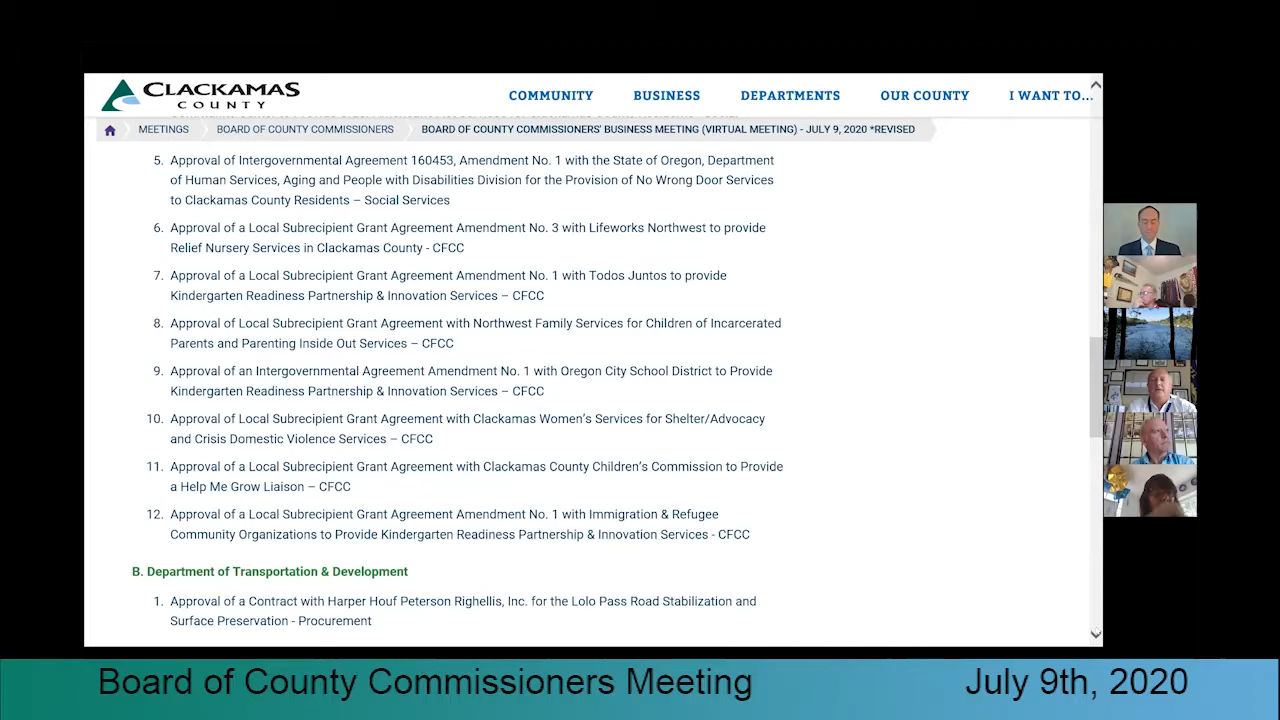 CLACKAMAS
COUNTY
COMMUNITY
BUSINESS
DEPARTMENTS
OUR COUNTY
I WANT TO...
MEETINGS
BOARD OF COUNTY COMMISSIONERS
BOARD OF COUNTY COMMISSIONERS' BUSINESS MEETING (VIRTUAL MEETING) - JULY 9, 2020 *REVISED
5. Approval of Intergovernmental Agreement 160453, Amendment No. 1 with the State of Oregon, Department
of Human Services, Aging and People with Disabilities Division for the Provision of No Wrong Door Services
to Clackamas County Residents – Social Services
6. Approval of a Local Subrecipient Grant Agreement Amendment No. 3 with Lifeworks Northwest to provide
Relief Nursery Services in Clackamas County - CFCC
7. Approval of a Local Subrecipient Grant Agreement Amendment No. 1 with Todos Juntos to provide
Kindergarten Readiness Partnership & Innovation Services – CFCC
8. Approval of Local Subrecipient Grant Agreement with Northwest Family Services for Children of Incarcerated
Parents and Parenting Inside Out Services – CFCC
9. Approval of an Intergovernmental Agreement Amendment No. 1 with Oregon City School District to Provide
Kindergarten Readiness Partnership & Innovation Services – CFCC
10. Approval of Local Subrecipient Grant Agreement with Clackamas Women's Services for Shelter/Advocacy
and Crisis Domestic Violence Services – CFCC
11. Approval of a Local Subrecipient Grant Agreement with Clackamas County Children's Commission to Provide
a Help Me Grow Liaison – CFCC
12. Approval of a Local Subrecipient Grant Agreement Amendment No. 1 with Immigration & Refugee
Community Organizations to Provide Kindergarten Readiness Partnership & Innovation Services - CFCC
B. Department of Transportation & Development
1. Approval of a Contract with Harper Houf Peterson Righellis, Inc. for the Lolo Pass Road Stabilization and
Surface Preservation - Procurement
Board of County Commissioners Meeting
July 9th, 2020